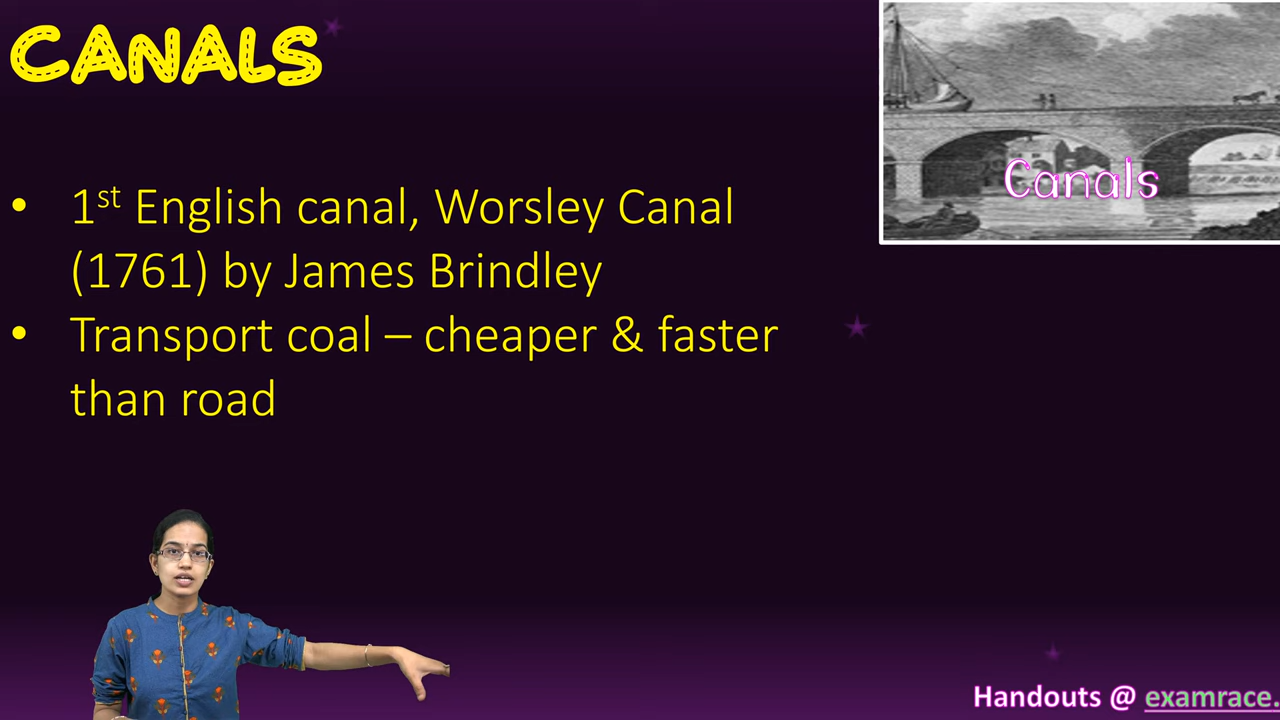 CANALS
• 1st English canal, Worsley Canal
(1761) by James Brindley
• Transport coal – cheaper & faster
than road
Canals
Handouts @ examrace.